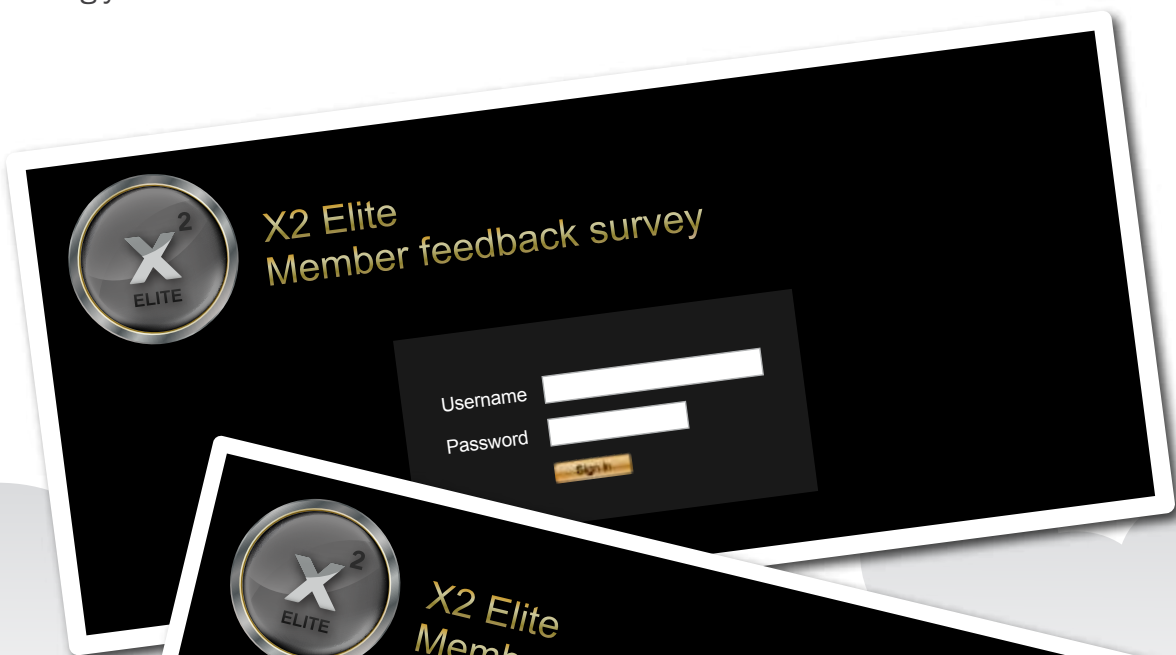 X2
ELITE
X2 Elite
Member feedback survey
Username
Password
Sign In
X2
ELITE
X2 Elite